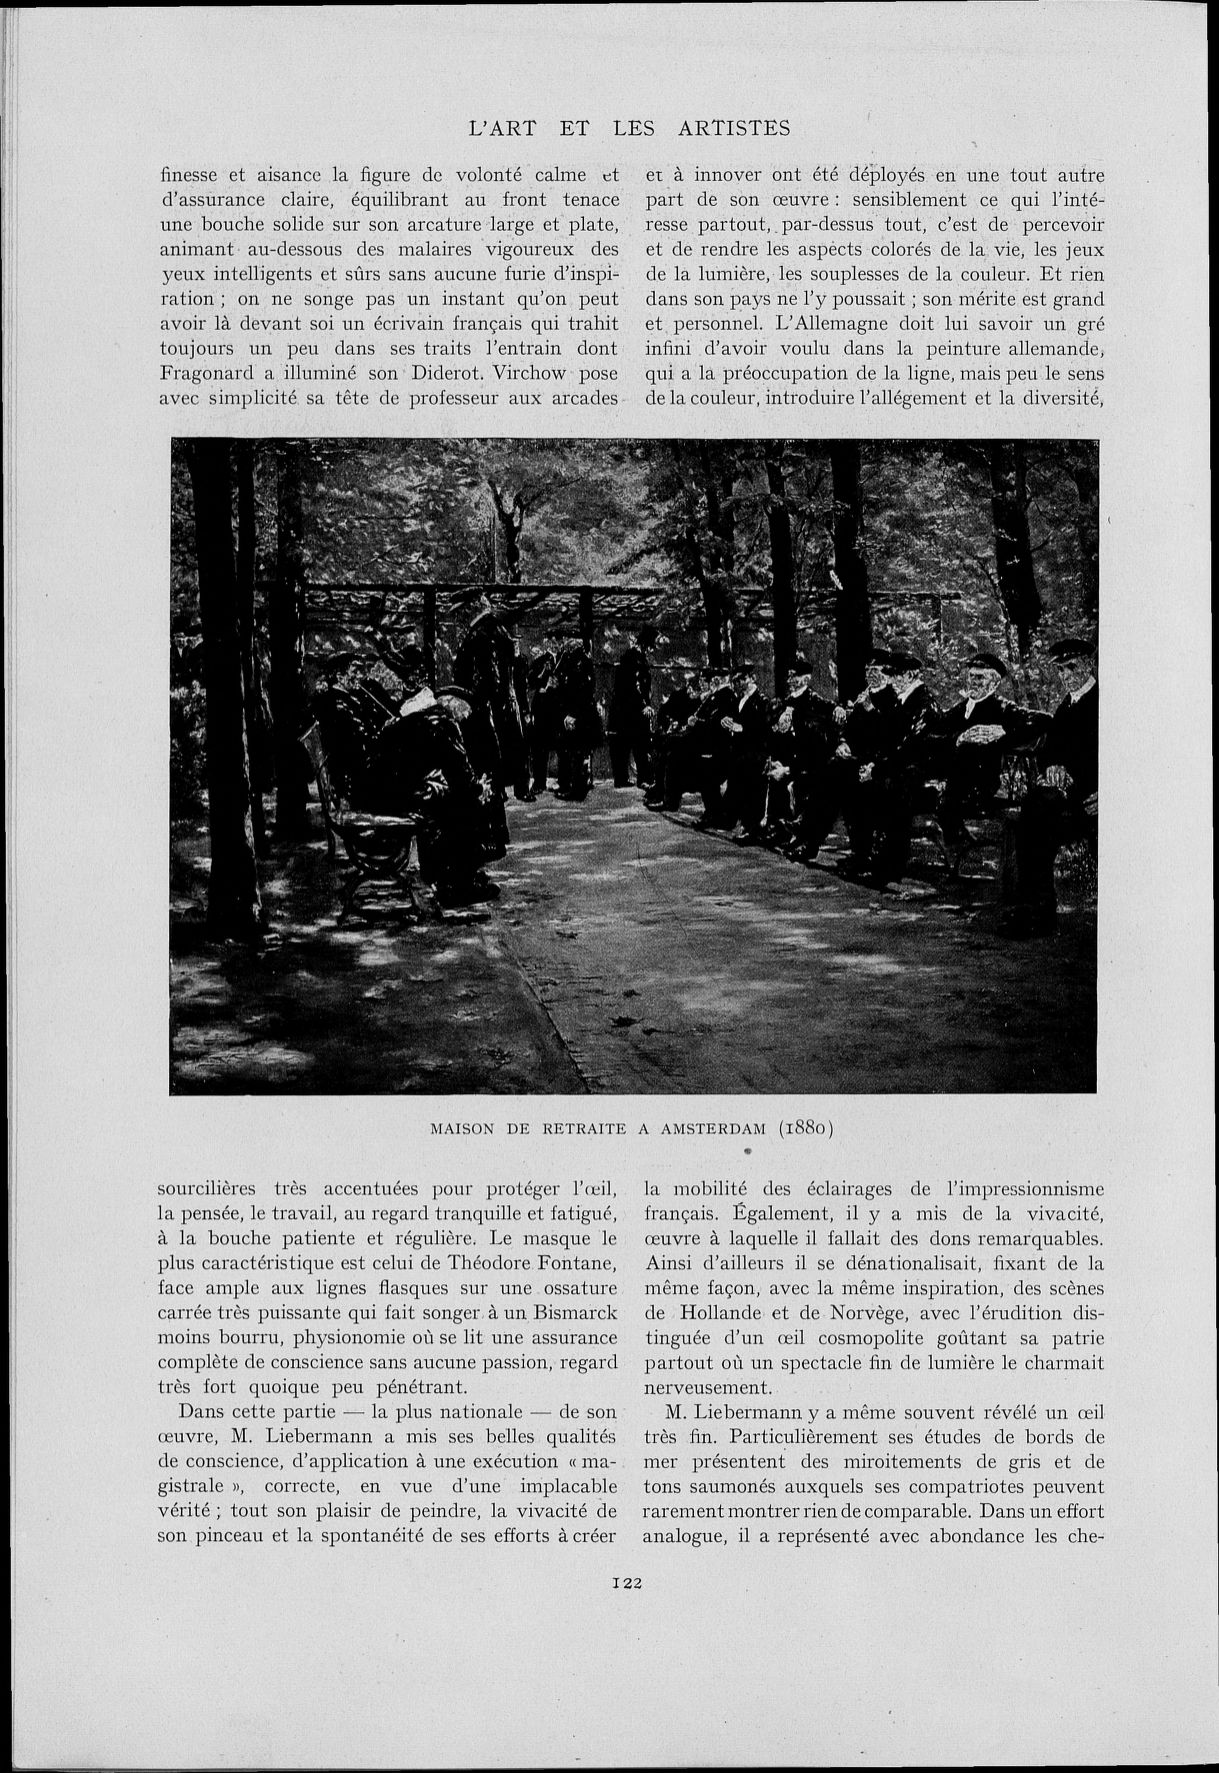 L'ART ET LES ARTISTES
finesse et aisance la figure de volonté calme et
d'assurance claire, équilibrant au front tenace
une bouche solide sur son arcature large et plate,
animant au-dessous des malaires vigoureux des
yeux intelligents et sûrs sans aucune furie d'inspi-
ration ; on ne songe pas un instant qu'on peut
avoir là devant soi un écrivain français qui trahit
toujours un peu dans ses traits l'entrain dont
Fragonard a illuminé son Diderot. Virchow pose
avec simplicité sa tête de professeur aux arcades
sourcilières très accentuées pour protéger l'œil,
la pensée, le travail, au regard tranquille et fatigué,
à la bouche patiente et régulière. Le masque le
plus caractéristique est celui de Théodore Fontane,
face ample aux lignes flasques sur une ossature
carrée très puissante qui fait songer à un Bismarck
moins bourru, physionomie où se lit une assurance
complète de conscience sans aucune passion, regard
très fort quoique peu pénétrant.
Dans cette partie — la plus nationale — de son
œuvre, M. Liebermann a mis ses belles qualités
de conscience, d'application à une exécution « ma-
gistrale », correcte, en vue d'une implacable
vérité ; tout son plaisir de peindre, la vivacité de
son pinceau et la spontanéité de ses efforts à créer
et à innover ont été déployés en une tout autre
part de son œuvre : sensiblement ce qui l'inté-
resse partout, par-dessus tout, c'est de percevoir
et de rendre les aspects colorés de la vie, les jeux
de la lumière, les souplesses de la couleur. Et rien
dans son pays ne l'y poussait ; son mérite est grand
et personnel. L'Allemagne doit lui savoir un gré
infini d'avoir voulu dans la peinture allemande,
qui a la préoccupation de la ligne, mais peu le sens
de la couleur, introduire l'allégement et la diversité,
la mobilité des éclairages de l'impressionnisme
français. Également, il y a mis de la vivacité,
œuvre à laquelle il fallait des dons remarquables.
Ainsi d'ailleurs il se dénationalisait, fixant de la
même façon, avec la même inspiration, des scènes
de Hollande et de Norvège, avec l'érudition dis-
tinguée d'un œil cosmopolite goûtant sa patrie
partout où un spectacle fin de lumière le charmait
nerveusement.
M. Liebermann y a même souvent révélé un œil
très fin. Particulièrement ses études de bords de
mer présentent des miroitements de gris et de
tons saumonés auxquels ses compatriotes peuvent
rarement montrer rien de comparable. Dans un effort
analogue, il a représenté avec abondance les che-
MAISON DE RETRAITE A AMSTERDAM (1880)
122